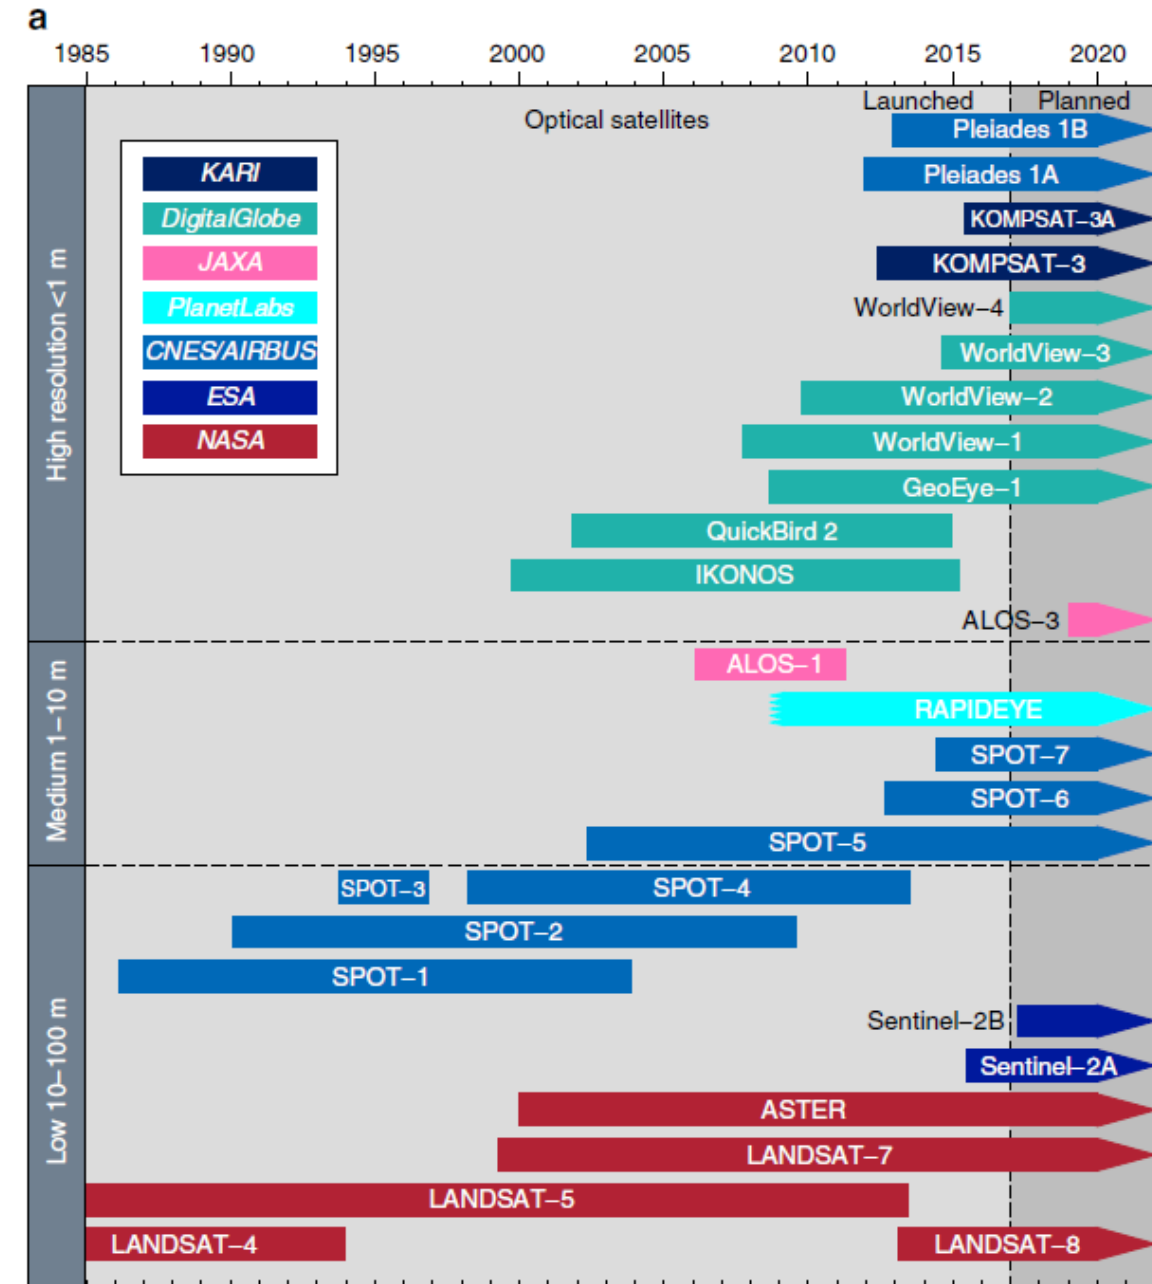 a
1985 1990 1995 2000 2005 2010 2015 2020
Launched Planned
Optical satellites
High resolution <1 m
KARI
DigitalGlobe
JAXA
PlanetLabs
CNES/AIRBUS
ESA
NASA
Pleiades 1B
Pleiades 1A
KOMPSAT–3A
KOMPSAT–3
WorldView–4
WorldView–3
WorldView–2
WorldView–1
GeoEye–1
QuickBird 2
IKONOS
ALOS–3
Medium 1–10 m
ALOS–1
RAPIDEYE
SPOT–7
SPOT–6
SPOT–5
Low 10–100 m
SPOT–3 SPOT–4
SPOT–2
SPOT–1
Sentinel–2B
Sentinel–2A
ASTER
LANDSAT–7
LANDSAT–5
LANDSAT–4 LANDSAT–8